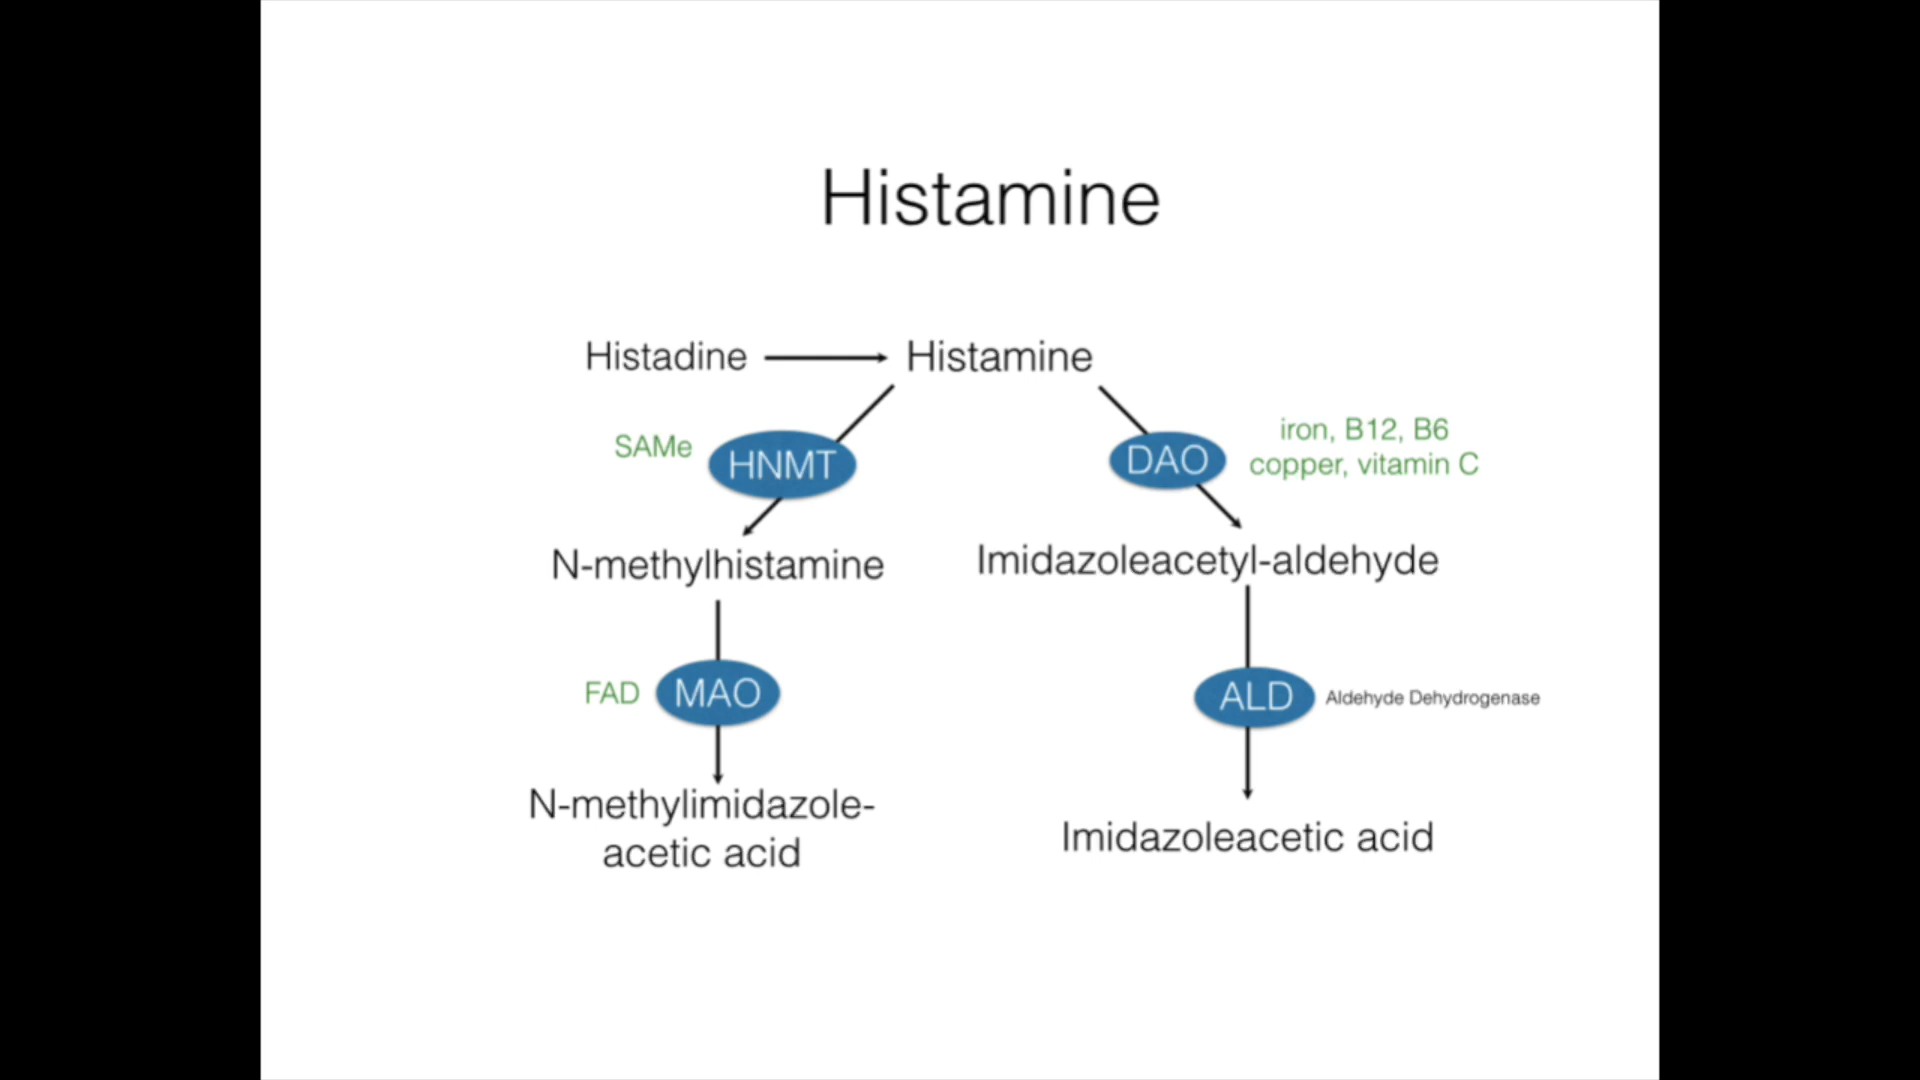 Histamine
Histadine
Histamine
SAMe
HNMT
DAO
iron, B12, B6
copper, vitamin C
N-methylhistamine
Imidazoleacetyl-aldehyde
FAD
MAO
ALD
Aldehyde Dehydrogenase
N-methylimidazole-
acetic acid
Imidazoleacetic acid